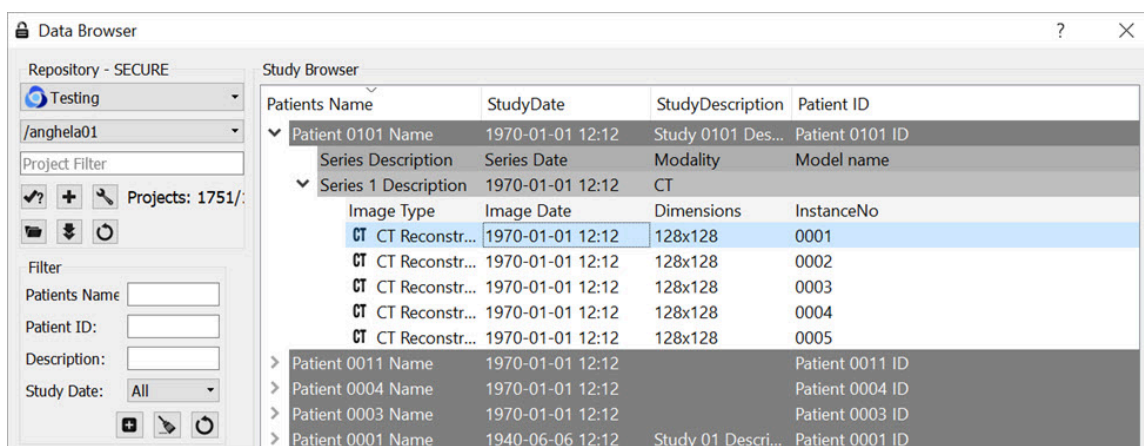 Data Browser ?
Repository - SECURE
Testing
/anghela01
Project Filter
Projects: 1751/
Filter
Patients Name
Patient ID:
Description:
Study Date: All
Study Browser
Patients Name StudyDate StudyDescription Patient ID
Patient 0101 Name 1970-01-01 12:12 Study 0101 Des... Patient 0101 ID
Series Description Series Date Modality Model name
Series 1 Description 1970-01-01 12:12 CT
Image Type Image Date Dimensions InstanceNo
CT CT Reconstr... 1970-01-01 12:12 128x128 0001
CT CT Reconstr... 1970-01-01 12:12 128x128 0002
CT CT Reconstr... 1970-01-01 12:12 128x128 0003
CT CT Reconstr... 1970-01-01 12:12 128x128 0004
CT CT Reconstr... 1970-01-01 12:12 128x128 0005
Patient 0011 Name 1970-01-01 12:12 Patient 0011 ID
Patient 0004 Name 1970-01-01 12:12 Patient 0004 ID
Patient 0003 Name 1970-01-01 12:12 Patient 0003 ID
Patient 0001 Name 1940-06-06 12:12 Study 01 Descri... Patient 0001 ID